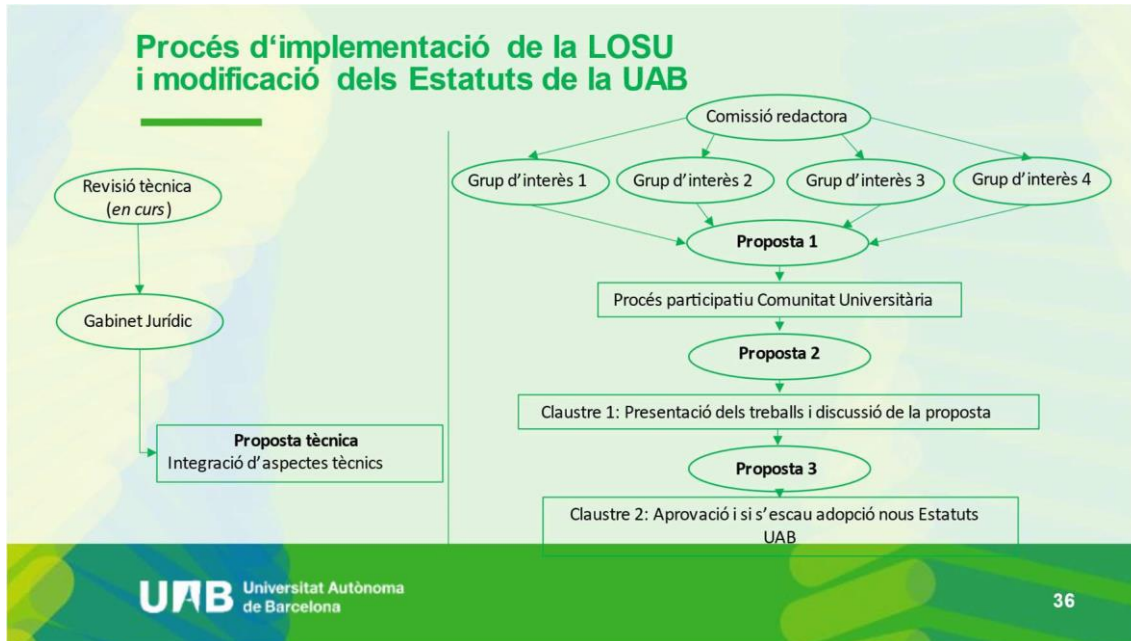 Procés d‘implementació de la LOSU
i modificació dels Estatuts de la UAB
Revisió tècnica
(en curs)
Gabinet Jurídic
Proposta tècnica
Integració d’aspectes tècnics
Comissió redactora
Grup d’interès 1
Grup d’interès 2
Grup d’interès 3
Grup d’interès 4
Proposta 1
Procés participatiu Comunitat Universitària
Proposta 2
Claustre 1: Presentació dels treballs i discussió de la proposta
Proposta 3
Claustre 2: Aprovació i si s’escau adopció nous Estatuts
UAB
UAB
Universitat Autònoma
de Barcelona
36